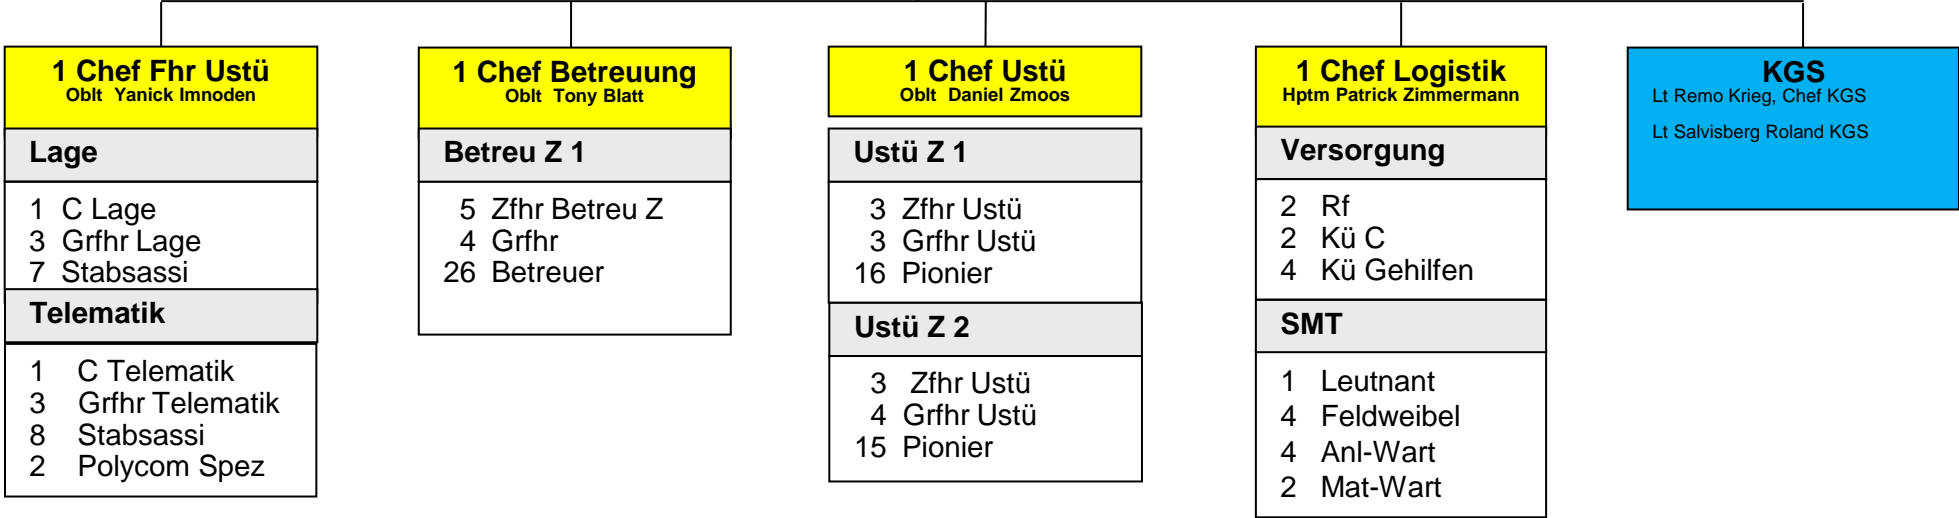 1 Chef Fhr Ustü
Oblt Yanick Imnoden
Lage
1 C Lage
3 Grfhr Lage
7 Stabsassi
Telematik
1 C Telematik
3 Grfhr Telematik
8 Stabsassi
2 Polycom Spez
1 Chef Betreuung
Oblt Tony Blatt
Betreu Z 1
5 Zfhr Betreu Z
4 Grfhr
26 Betreuer
1 Chef Ustü
Oblt Daniel Zmoos
Ustü Z 1
3 Zfhr Ustü
3 Grfhr Ustü
16 Pionier
Ustü Z 2
3 Zfhr Ustü
4 Grfhr Ustü
15 Pionier
1 Chef Logistik
Hptm Patrick Zimmermann
Versorgung
2 Rf
2 Kü C
4 Kü Gehilfen
SMT
1 Leutnant
4 Feldweibel
4 Anl-Wart
2 Mat-Wart
KGS
Lt Remo Krieg, Chef KGS
Lt Salvisberg Roland KGS